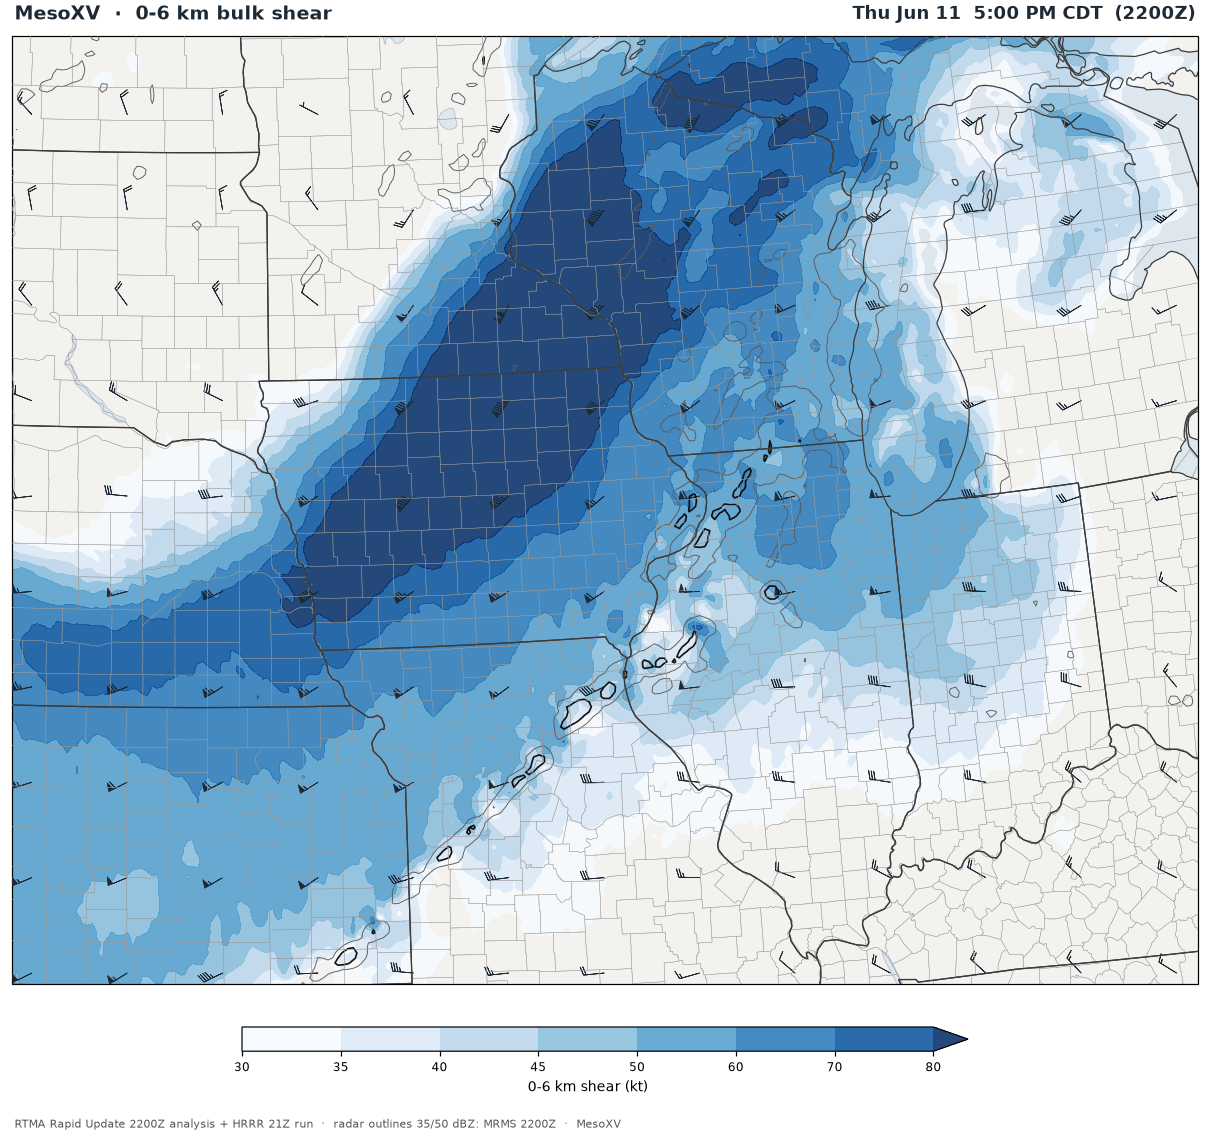 MesoXV · 0-6 km bulk shear
Thu Jun 11 5:00 PM CDT (2200Z)
30 35 40 45 50 60 70 80
0-6 km shear (kt)
RTMA Rapid Update 2200Z analysis + HRRR 21Z run · radar outlines 35/50 dBZ: MRMS 2200Z · MesoXV